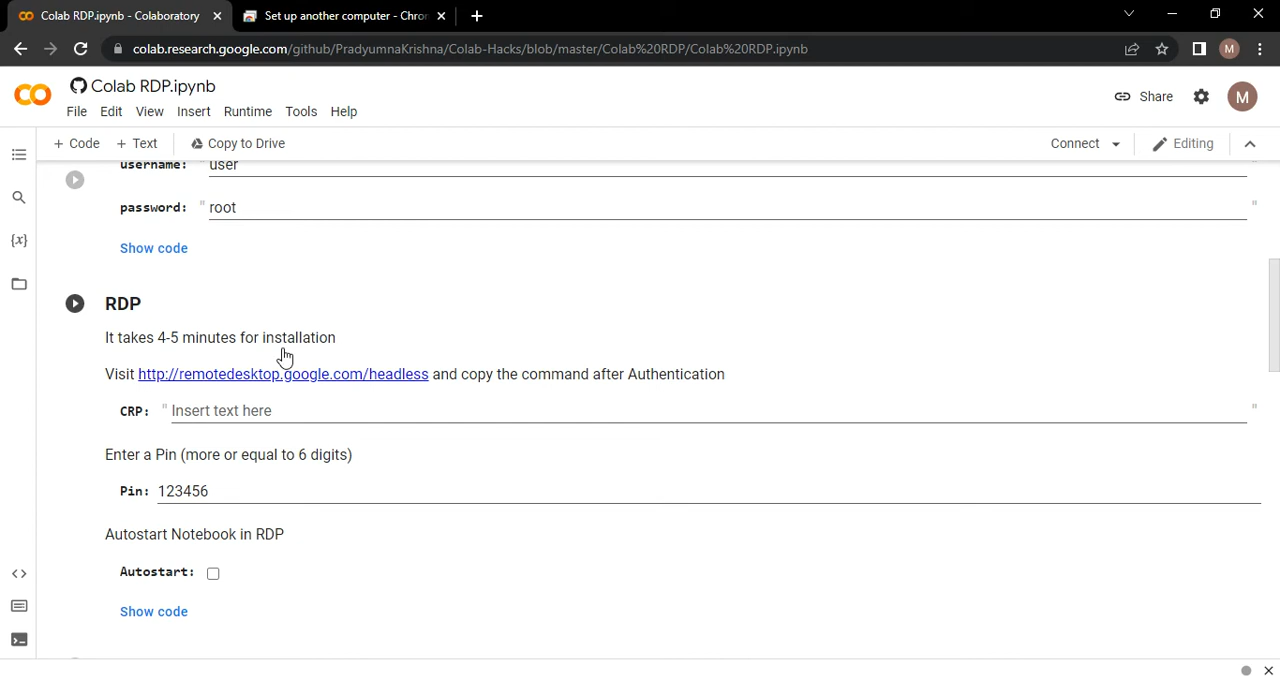 Colab RDP.ipynb - Colaboratory
Set up another computer - Chro
colab.research.google.com/github/PradyumnaKrishna/Colab-Hacks/blob/master/Colab%20RDP/Colab%20RDP.ipynb
M
Colab RDP.ipynb
Share
M
File Edit View Insert Runtime Tools Help
+ Code + Text Copy to Drive Connect Editing
username: "user"
password: "root"
Show code
{x}
RDP
It takes 4-5 minutes for installation
Visit http://remotedesktop.google.com/headless and copy the command after Authentication
CRP: "Insert text here"
Enter a Pin (more or equal to 6 digits)
Pin: 123456
Autostart Notebook in RDP
Autostart:
Show code